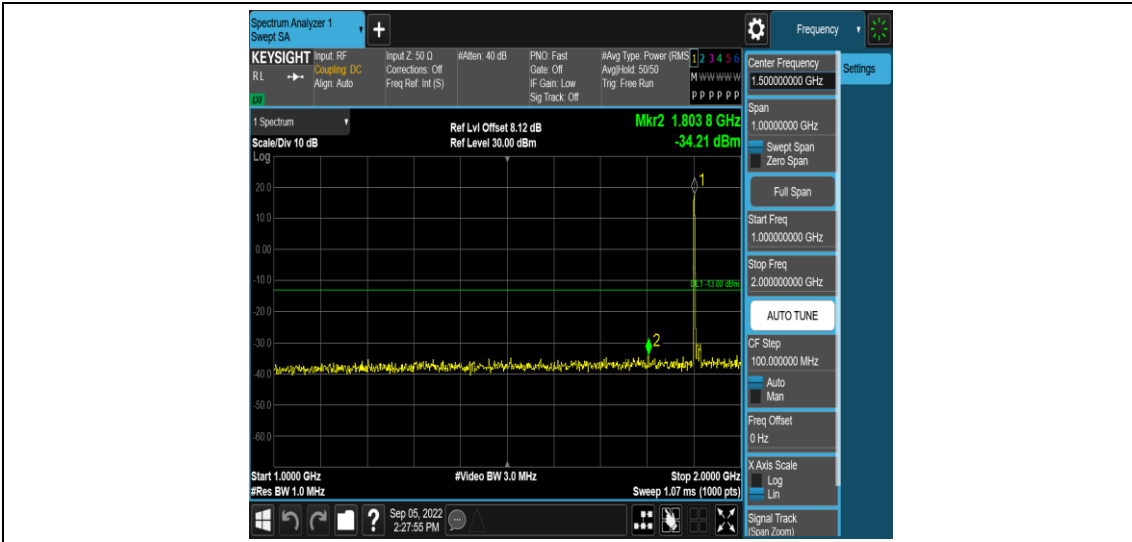 Spectrum Analyzer 1
Swept SA
+
Frequency
KEYSIGHT
RL
LXI
Input: RF
Coupling: DC
Align: Auto
Input Z: 50 Ω
Corrections: Off
Freq Ref: Int (S)
#Atten: 40 dB
PNO: Fast
Gate: Off
IF Gain: Low
Sig Track: Off
#Avg Type: Power (RMS
Avg|Hold: 50/50
Trig: Free Run
1 2 3 4 5 6
M W W W W W
P P P P P P
Center Frequency
1.500000000 GHz
Settings
1 Spectrum
Scale/Div 10 dB
Log
Ref Lvl Offset 8.12 dB
Ref Level 30.00 dBm
Mkr2 1.803 8 GHz
-34.21 dBm
Span
1.00000000 GHz
Swept Span
Zero Span
Full Span
Start Freq
1.000000000 GHz
Stop Freq
2.000000000 GHz
AUTO TUNE
CF Step
100.000000 MHz
Auto
Man
Freq Offset
0 Hz
X Axis Scale
Log
Lin
Signal Track
(Span Zoom)
1
20.0
10.0
0.00
-10.0
DL1 -13.00 dBm
-20.0
-30.0
2
-40.0
-50.0
-60.0
Start 1.0000 GHz
#Res BW 1.0 MHz
#Video BW 3.0 MHz
Stop 2.0000 GHz
Sweep 1.07 ms (1000 pts)
?
Sep 05, 2022
2:27:55 PM